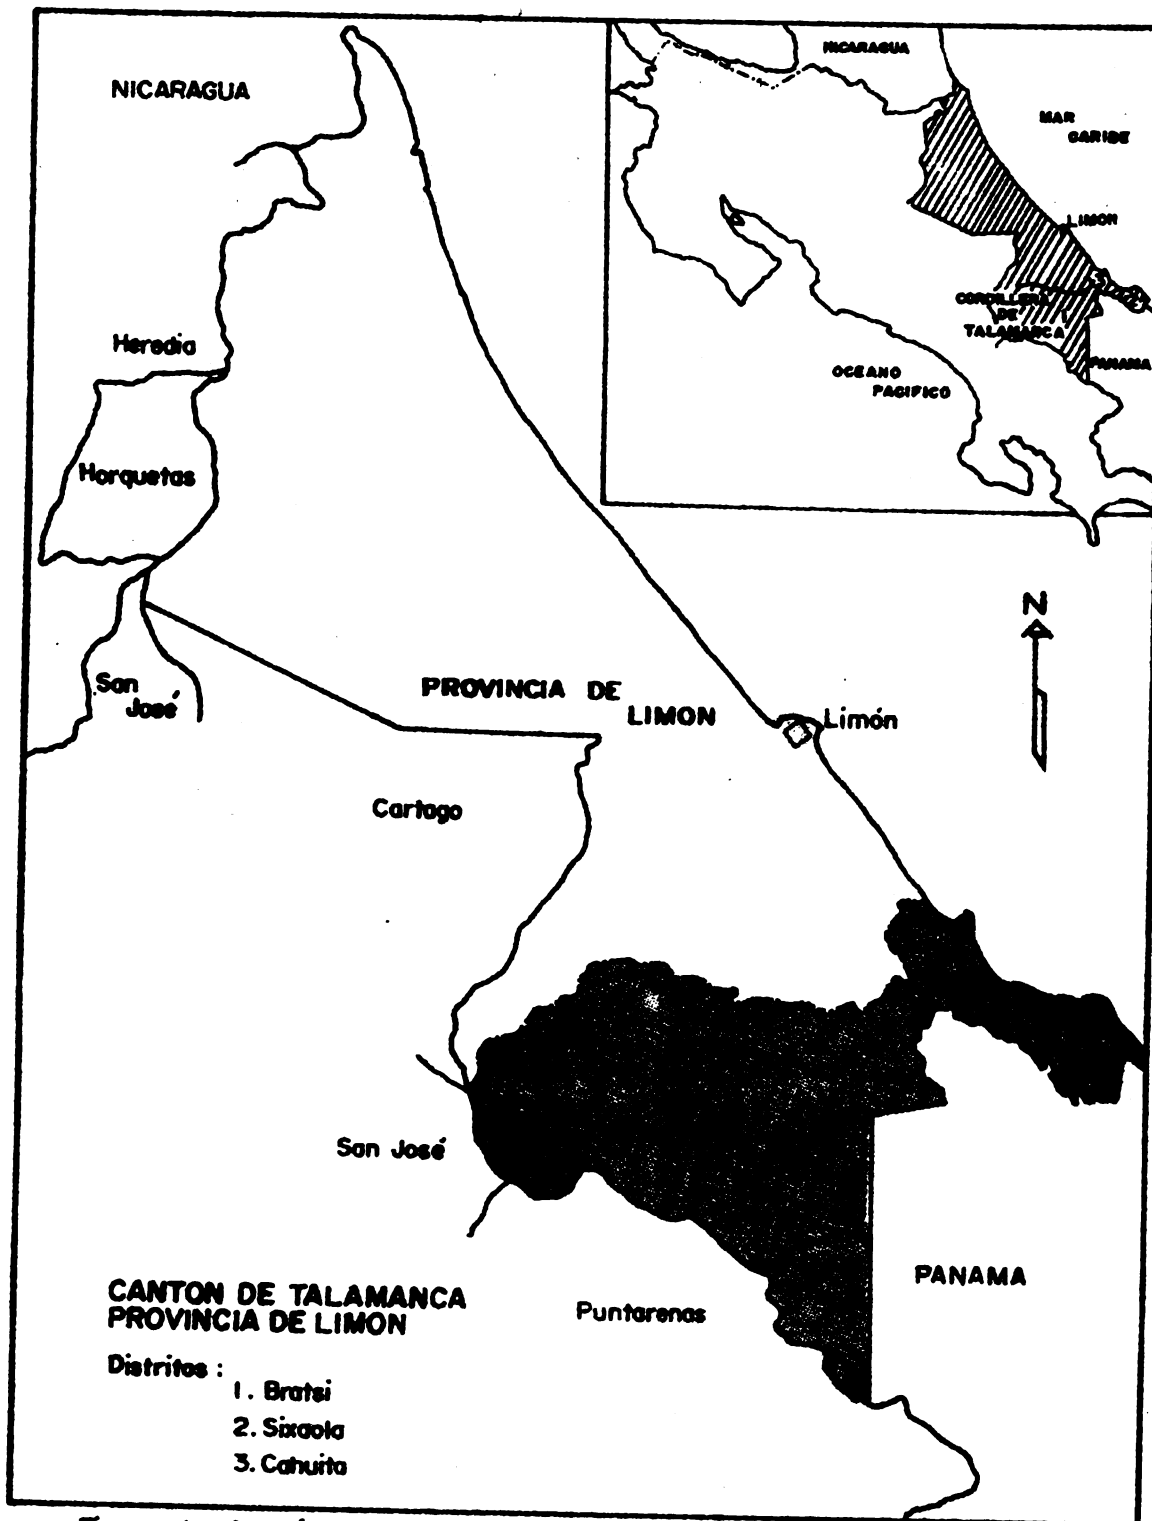 NICARAGUA
NICARAGUA
MAR
CARIBE
LIMON
CORDILLERA
DE
TALAMARCA
PANAMA
OCEANO
PACIFICO
Heredia
Horquetas
N
San
José
PROVINCIA DE
LIMON
Limón
Cartago
San José
PANAMA
Puntarenas
CANTON DE TALAMANCA
PROVINCIA DE LIMON
Distritos :
1. Bratsi
2. Sixaola
3. Cahuita